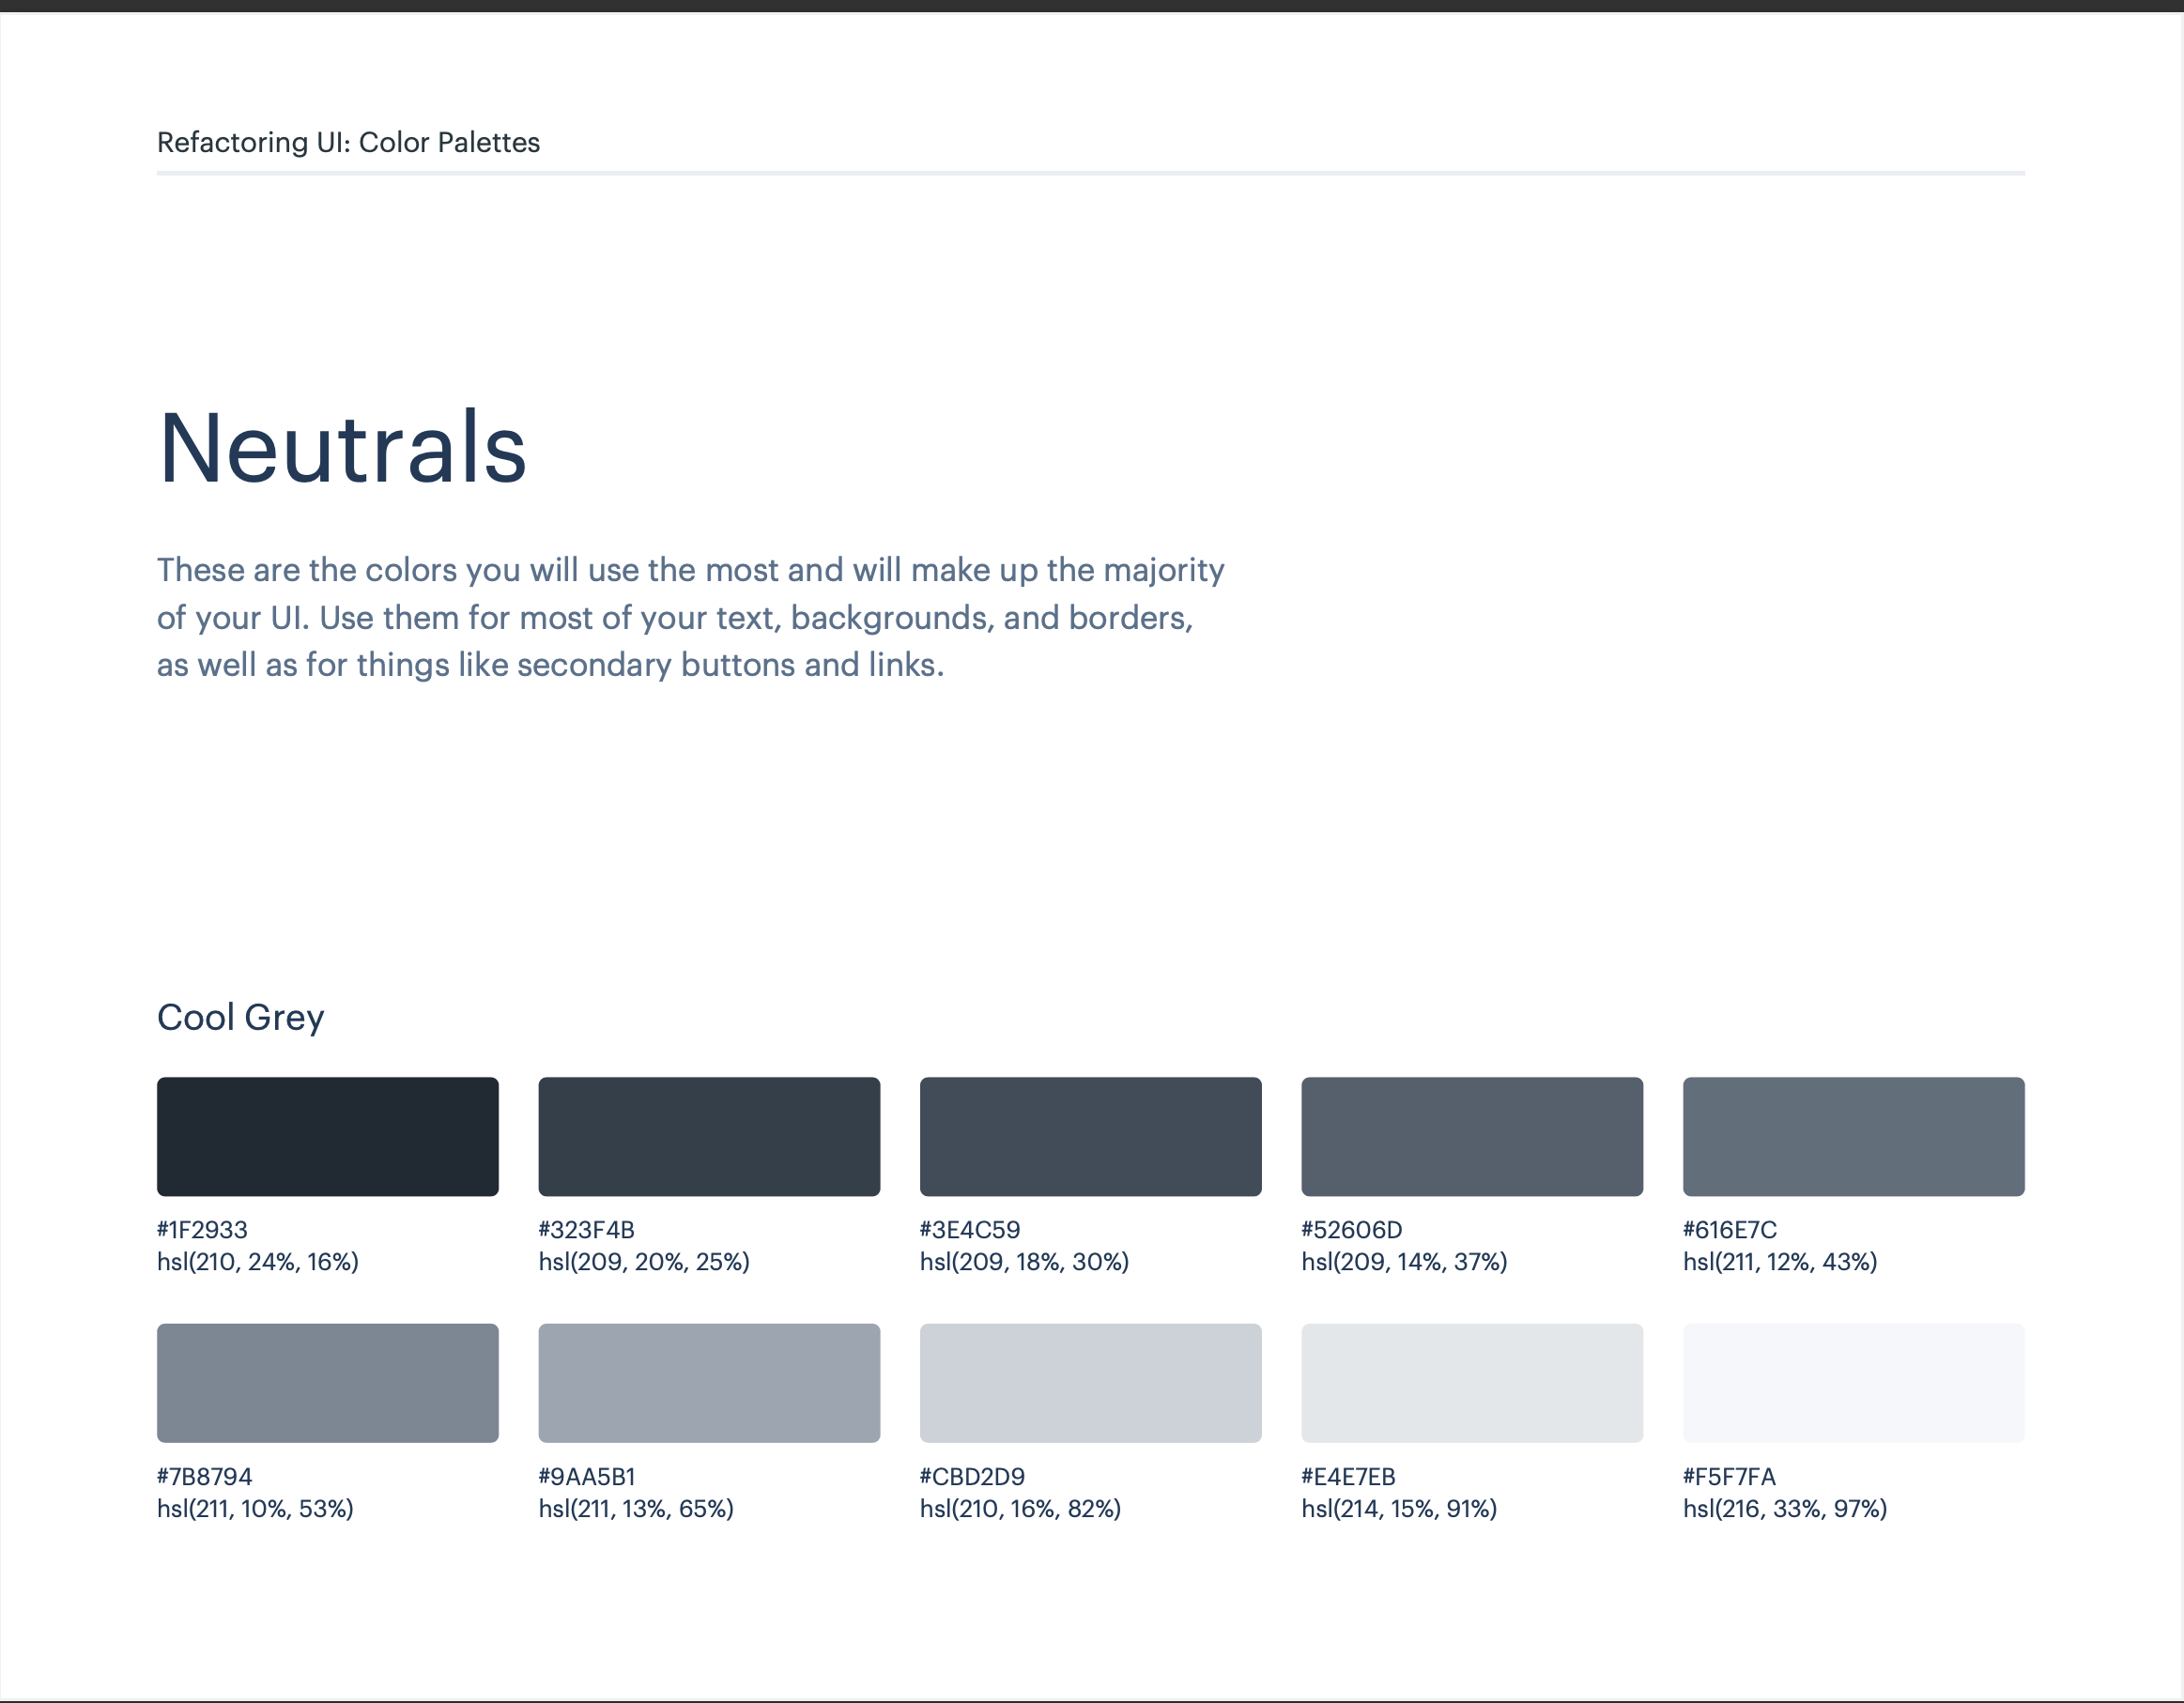 Refactoring UI: Color Palettes
Neutrals
These are the colors you will use the most and will make up the majority
of your UI. Use them for most of your text, backgrounds, and borders,
as well as for things like secondary buttons and links.
Cool Grey
#1F2933
hsl(210, 24%, 16%)
#323F4B
hsl(209, 20%, 25%)
#3E4C59
hsl(209, 18%, 30%)
#52606D
hsl(209, 14%, 37%)
#616E7C
hsl(211, 12%, 43%)
#7B8794
hsl(211, 10%, 53%)
#9AA5B1
hsl(211, 13%, 65%)
#CBD2D9
hsl(210, 16%, 82%)
#E4E7EB
hsl(214, 15%, 91%)
#F5F7FA
hsl(216, 33%, 97%)